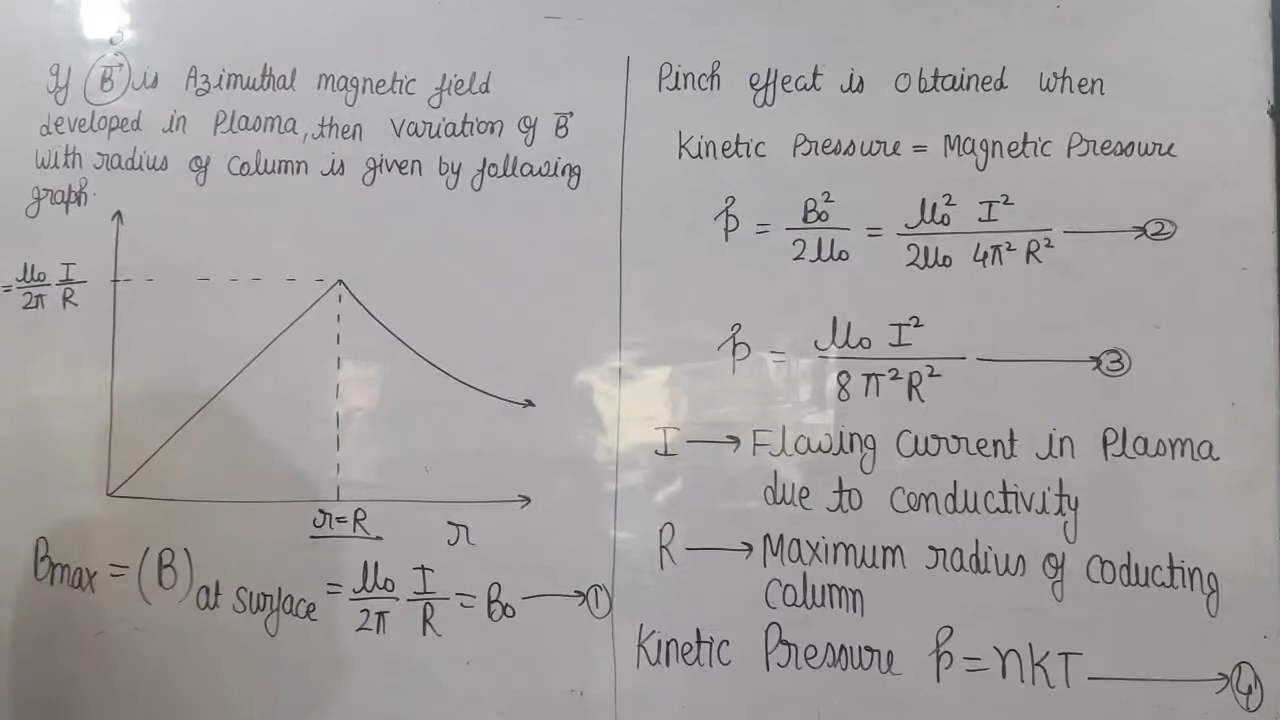 If B⃗ is Azimuthal magnetic field
developed in Plasma, then variation of B⃗
with radius of column is given by following
graph.
= μ₀/2π I/R
r=R r
Bmax = (B) at surface = μ₀/2π I/R = B₀ ⟶ ①
Pinch effect is obtained when
Kinetic Pressure = Magnetic Pressure
p = B₀²/2μ₀ = μ₀² I²/2μ₀ 4π² R² ⟶ ②
p = μ₀ I²/8π²R² ⟶ ③
I ⟶ Flowing current in Plasma
due to conductivity
R ⟶ Maximum radius of coducting
column
Kinetic Pressure p = nKT ⟶ ④